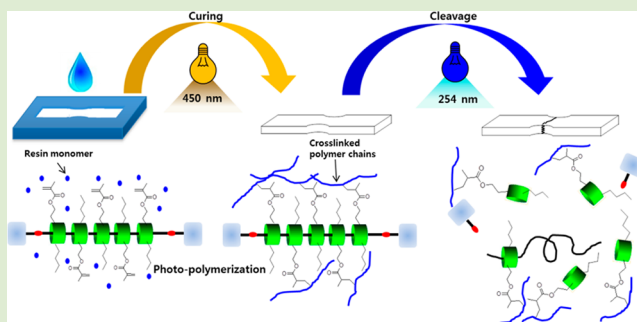 Curing
Cleavage
450 nm
254 nm
Resin monomer
Crosslinked
polymer chains
Photo-polymerization